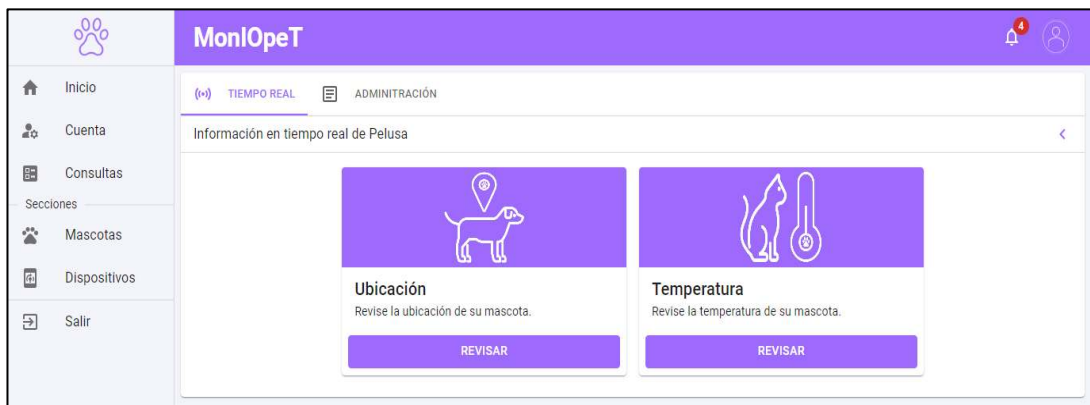 MonIOpeT
4
Inicio
Cuenta
Consultas
Secciones
Mascotas
Dispositivos
Salir
TIEMPO REAL
ADMINITRACIÓN
Información en tiempo real de Pelusa
Ubicación
Revise la ubicación de su mascota.
REVISAR
Temperatura
Revise la temperatura de su mascota.
REVISAR